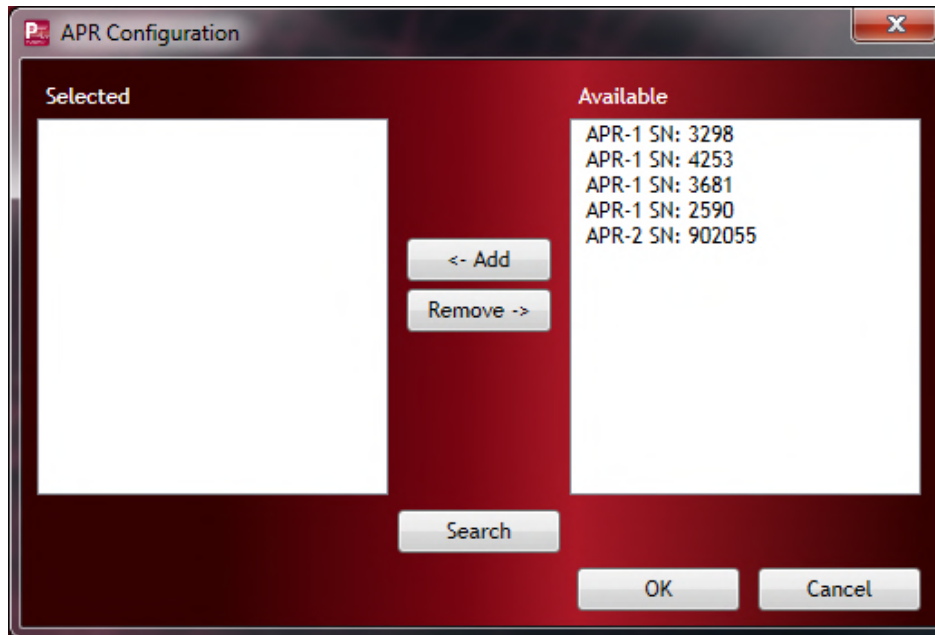 APR Configuration
Selected
Available
APR-1 SN: 3298
APR-1 SN: 4253
APR-1 SN: 3681
APR-1 SN: 2590
APR-2 SN: 902055
<- Add
Remove ->
Search
OK
Cancel